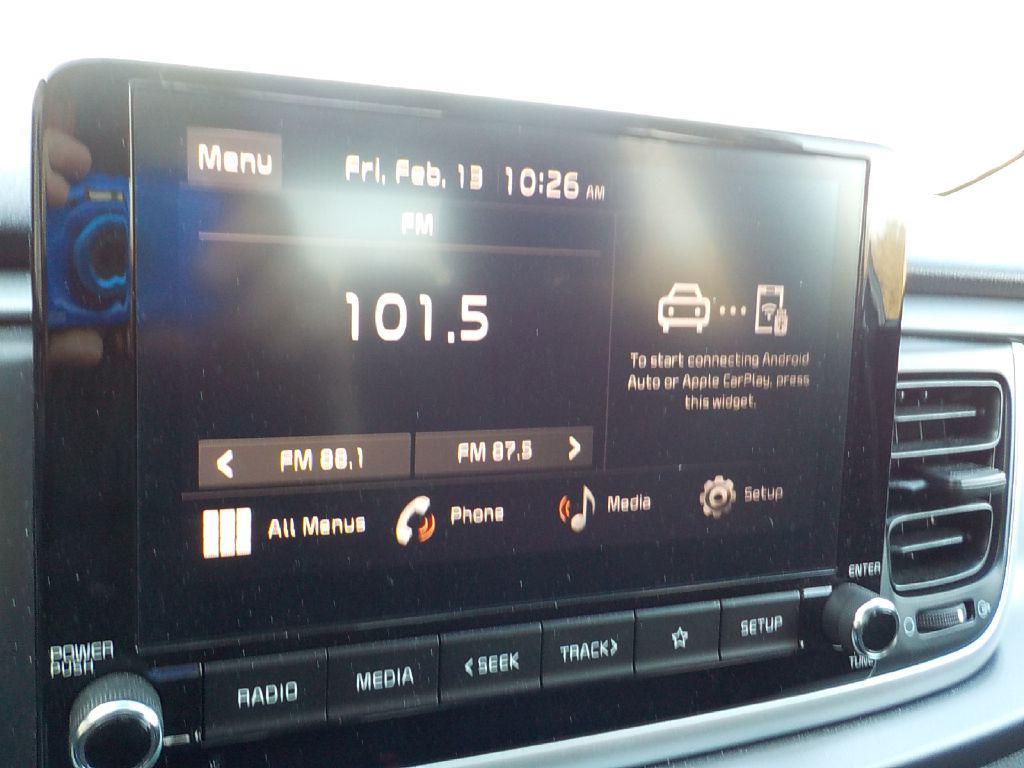 Menu
Fri, Feb. 13 10:26 AM
FM
101.5
To start connecting Android
Auto or Apple CarPlay, press
this widget.
< FM 88.1
FM 87.5 >
All Menus
Phone
Media
Setup
POWER
PUSH
RADIO
MEDIA
<SEEK
TRACK>
SETUP
ENTER
TUNE